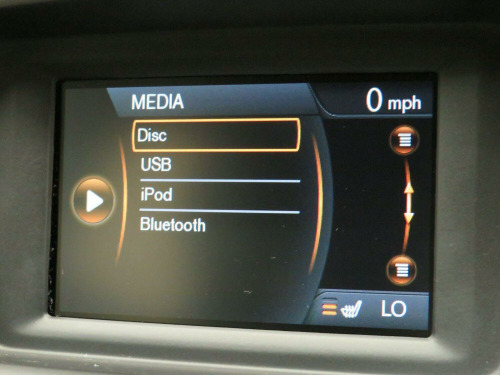 MEDIA
0 mph
Disc
USB
iPod
Bluetooth
LO